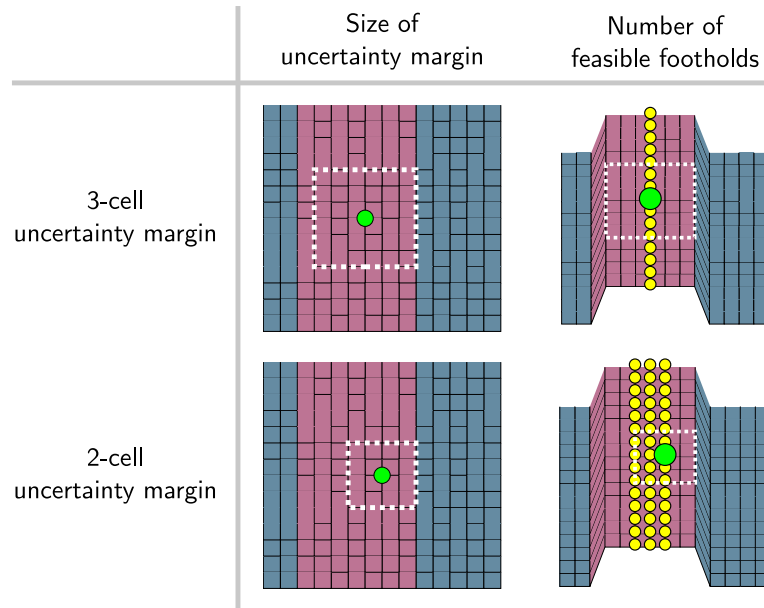 Size of
uncertainty margin
Number of
feasible footholds
3-cell
uncertainty margin
2-cell
uncertainty margin